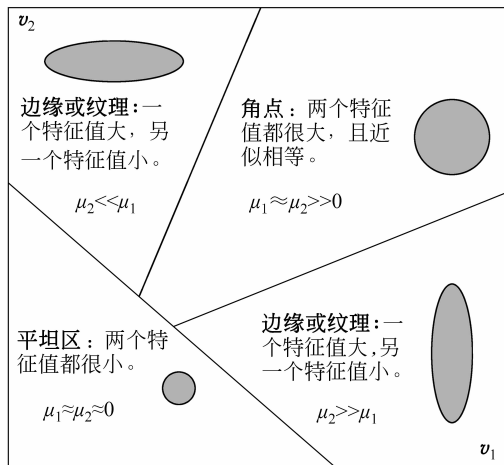 v₂
边缘或纹理:一
个特征值大，另
一个特征值小。
μ₂<<μ₁
角点：两个特征
值都很大，且近
似相等。
μ₁≈μ₂>>0
平坦区：两个特
征值都很小。
μ₁≈μ₂≈0
边缘或纹理:一
个特征值大,另
一个特征值小。
μ₂>>μ₁
v₁